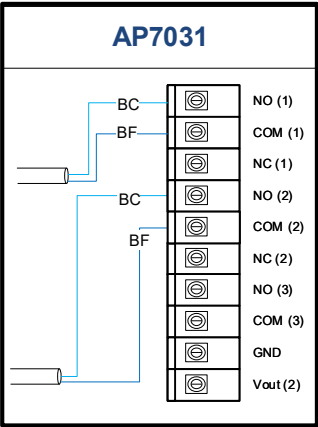 AP7031
BC NO (1)
BF COM (1)
NC (1)
BC NO (2)
BF COM (2)
NC (2)
NO (3)
COM (3)
GND
Vout (2)